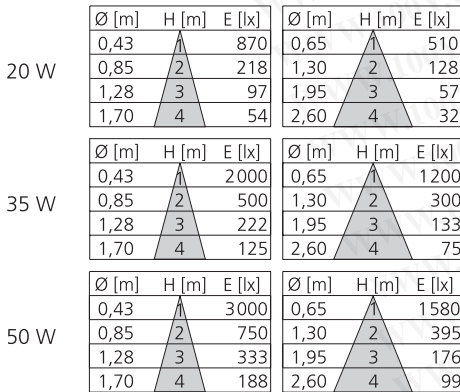 Ø [m] H [m] E [lx] Ø [m] H [m] E [lx]
0,43 1 870 0,65 1 510
20 W 0,85 2 218 1,30 2 128
1,28 3 97 1,95 3 57
1,70 4 54 2,60 4 32
Ø [m] H [m] E [lx] Ø [m] H [m] E [lx]
0,43 1 2000 0,65 1 1200
35 W 0,85 2 500 1,30 2 300
1,28 3 222 1,95 3 133
1,70 4 125 2,60 4 75
Ø [m] H [m] E [lx] Ø [m] H [m] E [lx]
0,43 1 3000 0,65 1 1580
50 W 0,85 2 750 1,30 2 395
1,28 3 333 1,95 3 176
1,70 4 188 2,60 4 99